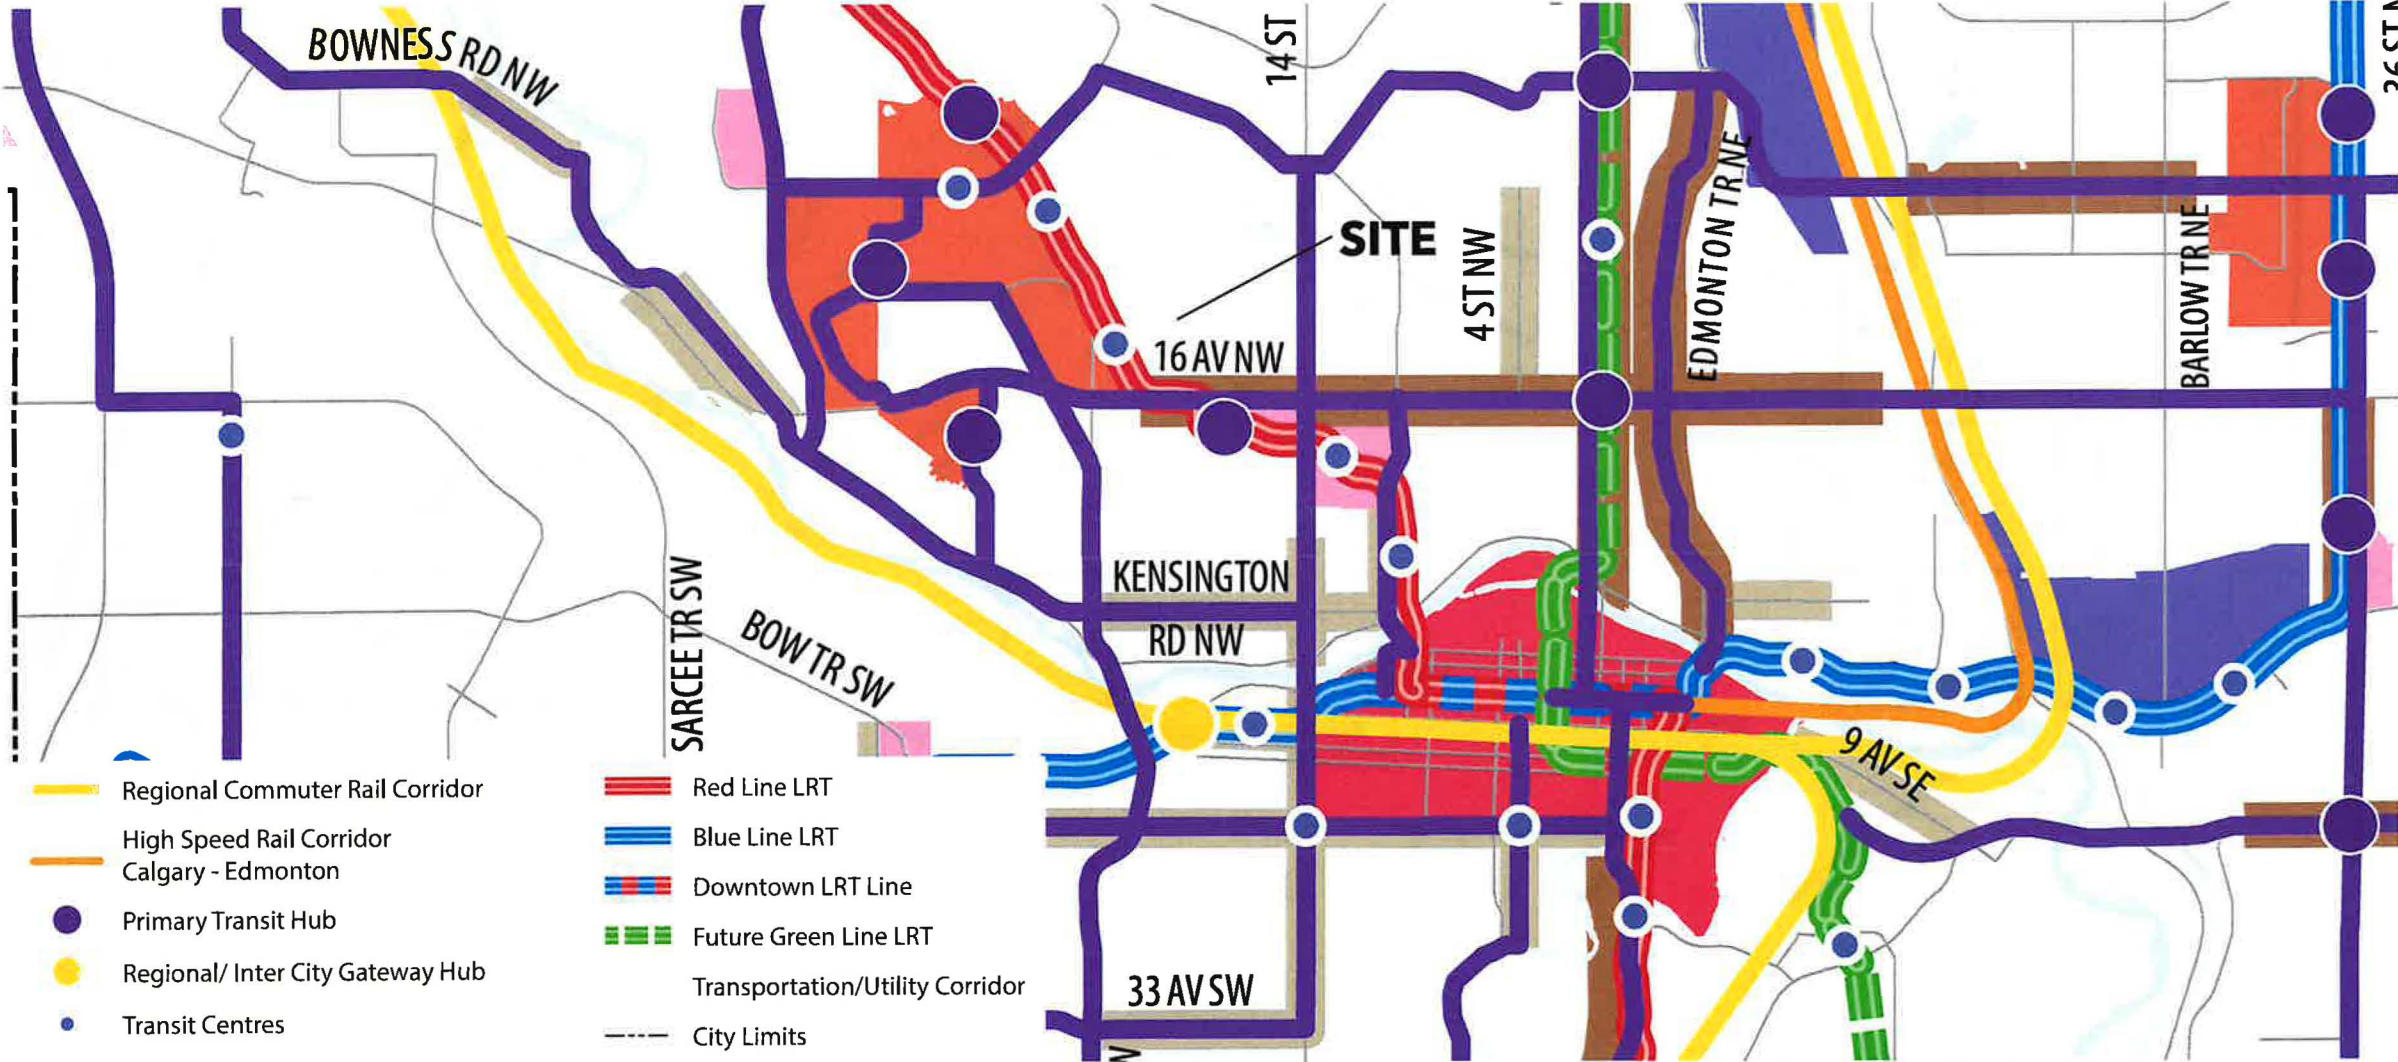 BOWNESS RD NW
14 ST
36 ST N
SITE
4 ST NW
EDMONTON TR NE
BARLOW TR NE
16 AV NW
KENSINGTON
RD NW
SARCEE TR SW
BOW TR SW
9 AV SE
33 AV SW
W
Regional Commuter Rail Corridor
High Speed Rail Corridor
Calgary - Edmonton
Primary Transit Hub
Regional/ Inter City Gateway Hub
Transit Centres
Red Line LRT
Blue Line LRT
Downtown LRT Line
Future Green Line LRT
Transportation/Utility Corridor
City Limits